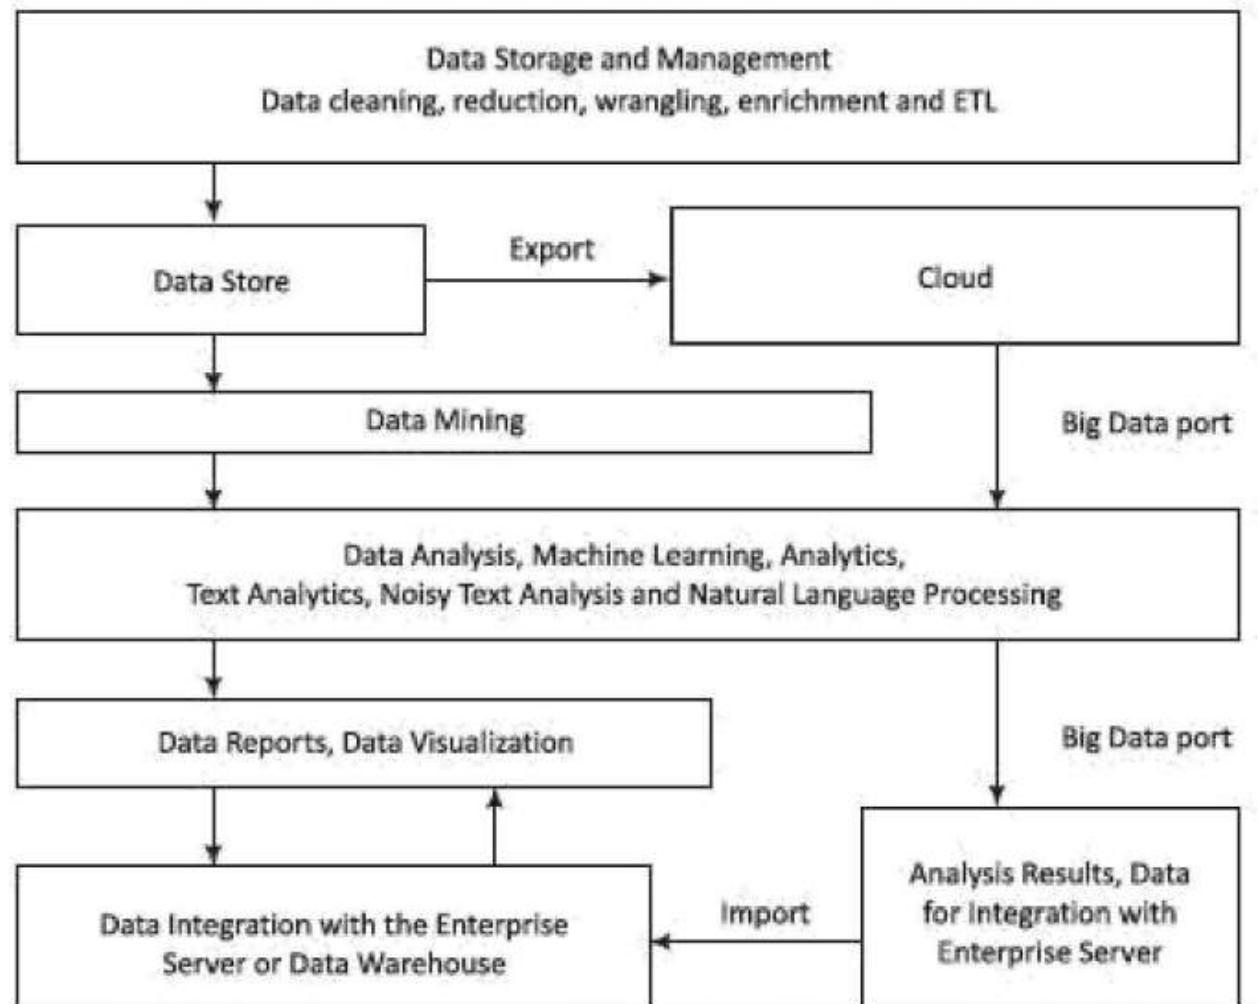 Data Storage and Management
Data cleaning, reduction, wrangling, enrichment and ETL
Export
Data Store
Cloud
Data Mining
Big Data port
Data Analysis, Machine Learning, Analytics,
Text Analytics, Noisy Text Analysis and Natural Language Processing
Data Reports, Data Visualization
Big Data port
Analysis Results, Data
for Integration with
Enterprise Server
Import
Data Integration with the Enterprise
Server or Data Warehouse